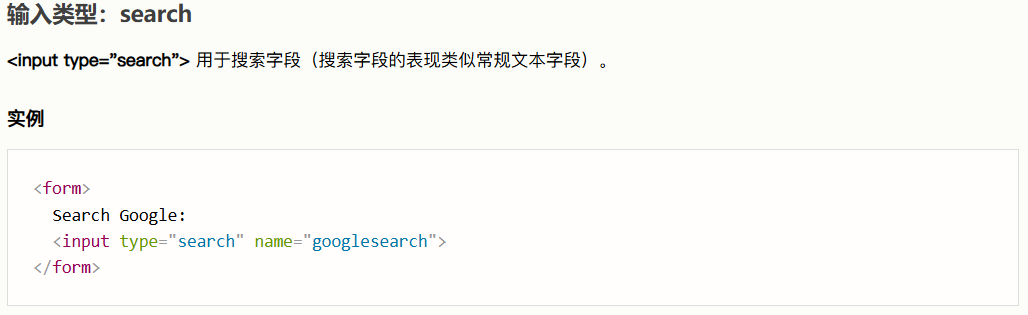 输入类型：search
<input type=”search”> 用于搜索字段（搜索字段的表现类似常规文本字段）。
实例
<form>
  Search Google:
  <input type="search" name="googlesearch">
</form>